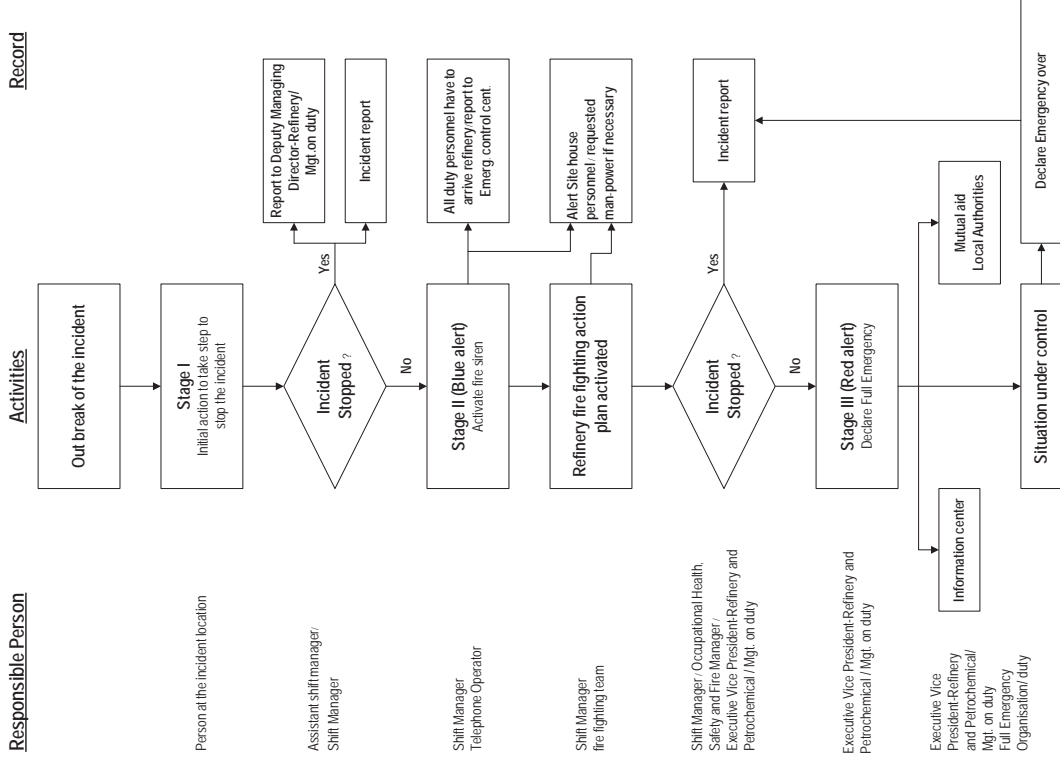 Responsible Person
Activities
Record
Out break of the incident
Person at the incident location
Stage I
Initial action to take step to
stop the incident
Assistant shift manager/
Shift Manager
Incident
Stopped ?
Yes
No
Report to Deputy Managing
Director-Refinery/
Mgt. on duty
Incident report
Shift Manager
Telephone Operator
Stage II (Blue alert)
Activate fire siren
All duty personnel have to
arrive refinery/report to
Emerg. control cent.
Shift Manager
fire fighting team
Refinery fire fighting action
plan activated
Alert Site house
personnel / requested
man-power if necessary
Shift Manager / Occupational Health,
Safety and Fire Manager /
Executive Vice President-Refinery and
Petrochemical / Mgt. on duty
Incident
Stopped ?
Yes
No
Incident report
Executive Vice President-Refinery and
Petrochemical / Mgt. on duty
Stage III (Red alert)
Declare Full Emergency
Executive Vice
President-Refinery
and Petrochemical/
Mgt. on duty
Full Emergency
Organisation/ duty
Information center
Mutual aid
Local Authorities
Situation under control
Declare Emergency over